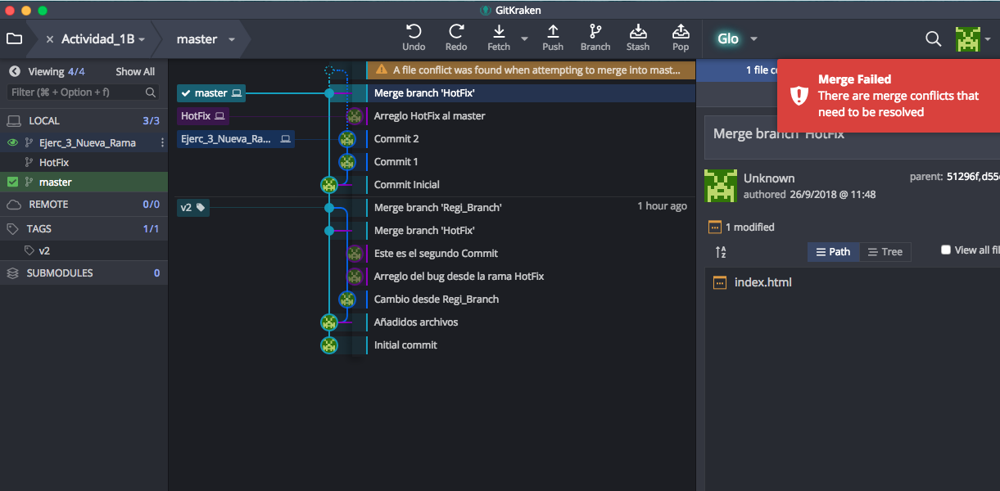 GitKraken
Actividad_1B
master
Undo
Redo
Fetch
Push
Branch
Stash
Pop
Glo
Viewing 4/4 Show All
Filter (⌘ + Option + f)
LOCAL 3/3
Ejerc_3_Nueva_Rama
HotFix
master
REMOTE 0/0
TAGS 1/1
v2
SUBMODULES 0
A file conflict was found when attempting to merge into mast...
master Merge branch 'HotFix'
HotFix Arreglo HotFix al master
Ejerc_3_Nueva_Ra... Commit 2
Commit 1
Commit Inicial
v2 Merge branch 'Regi_Branch' 1 hour ago
Merge branch 'HotFix'
Este es el segundo Commit
Arreglo del bug desde la rama HotFix
Cambio desde Regi_Branch
Añadidos archivos
Initial commit
1 file
Merge Failed
There are merge conflicts that
need to be resolved
Merge branch 'HotFix'
Unknown
authored 26/9/2018 @ 11:48
parent: 51296f,d55
1 modified
Path
Tree
View all
index.html